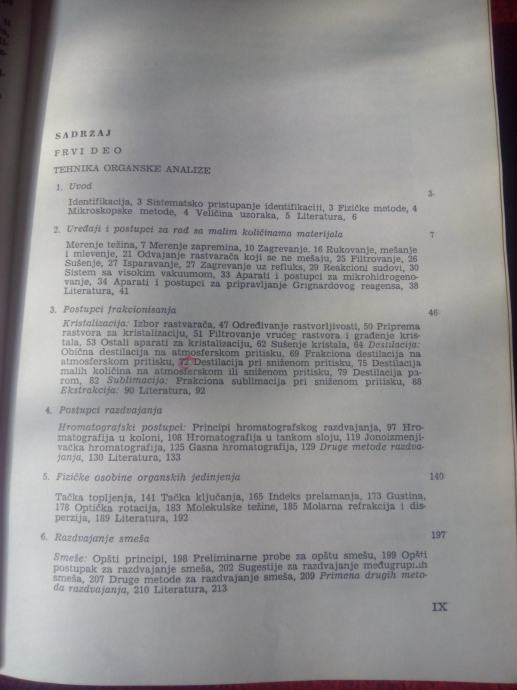 SADRŽAJ
PRVI DEO
TEHNIKA ORGANSKE ANALIZE
1. Uvod 3
Identifikacija, 3 Sistematsko pristupanje identifikaciji, 3 Fizičke metode, 4
Mikroskopske metode, 4 Veličina uzoraka, 5 Literatura, 6
2. Uređaji i postupci za rad sa malim količinama materijala 7
Merenje težina, 7 Merenje zapremina, 10 Zagrevanje, 16 Rukovanje, mešanje
i mlevenje, 21 Odvajanje rastvarača koji se ne mešaju, 25 Filtrovanje, 26
Sušenje, 27 Isparavanje, 27 Zagrevanje uz refluks, 29 Reakcioni sudovi, 30
Sistem sa visokim vakuumom, 33 Aparati i postupci za mikrohidrogeno-
vanje, 34 Aparati i postupci za pripravljanje Grignardovog reagensa, 38
Literatura, 41
3. Postupci frakcionisanja 46
Kristalizacija: Izbor rastvarača, 47 Određivanje rastvorljivosti, 50 Priprema
rastvora za kristalizaciju, 51 Filtrovanje vrućeg rastvora i građenje kris-
tala, 53 Ostali aparati za kristalizaciju, 62 Sušenje kristala, 64 Destilacija:
Obična destilacija na atmosferskom pritisku, 69 Frakciona destilacija na
atmosferskom pritisku, 72 Destilacija pri sniženom pritisku, 75 Destilacija
malih količina na atmosferskom ili sniženom pritisku, 79 Destilacija pa-
rom, 82 Sublimacija: Frakciona sublimacija pri sniženom pritisku, 88
Ekstrakcija: 90 Literatura, 92
4. Postupci razdvajanja
Hromatografski postupci: Principi hromatografskog razdvajanja, 97 Hro-
matografija u koloni, 108 Hromatografija u tankom sloju, 119 Jonoizmenji-
vačka hromatografija, 125 Gasna hromatografija, 129 Druge metode razdva-
janja, 130 Literatura, 133
5. Fizičke osobine organskih jedinjenja 140
Tačka topljenja, 141 Tačka ključanja, 165 Indeks prelamanja, 173 Gustina,
178 Optička rotacija, 183 Molekulske težine, 185 Molarna refrakcija i dis-
perzija, 189 Literatura, 192
6. Razdvajanje smeša 197
Smeše: Opšti principi, 198 Preliminarne probe za opštu smešu, 199 Opšti
postupak za razdvajanje smeša, 202 Sugestije za razdvajanje međugrupnih
smeša, 207 Druge metode za razdvajanje smeša, 209 Primena drugih meto-
da razdvajanja, 210 Literatura, 213
IX